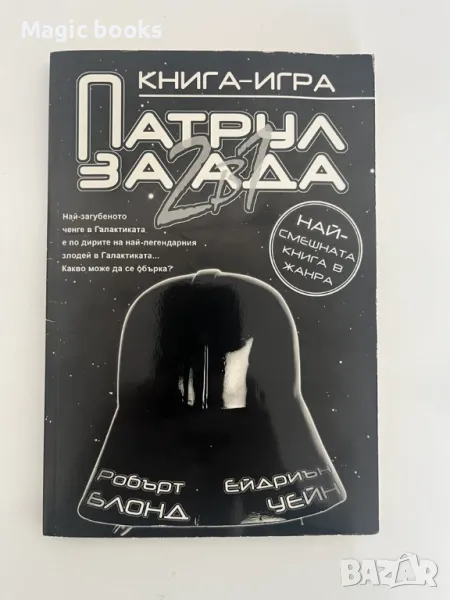 Magic books
КНИГА-ИГРА
ПАТРУЛ
ЗА АДА
2в1
Най-загубеното
ченге в Галактиката
е по дирите на най-легендарния
злодей в Галактиката...
Какво може да се обърка?
НАЙ-
СМЕШНАТА
КНИГА В
ЖАНРА
Робърт
БЛОНД
Ейдриън
УЕЙН
BAZAR